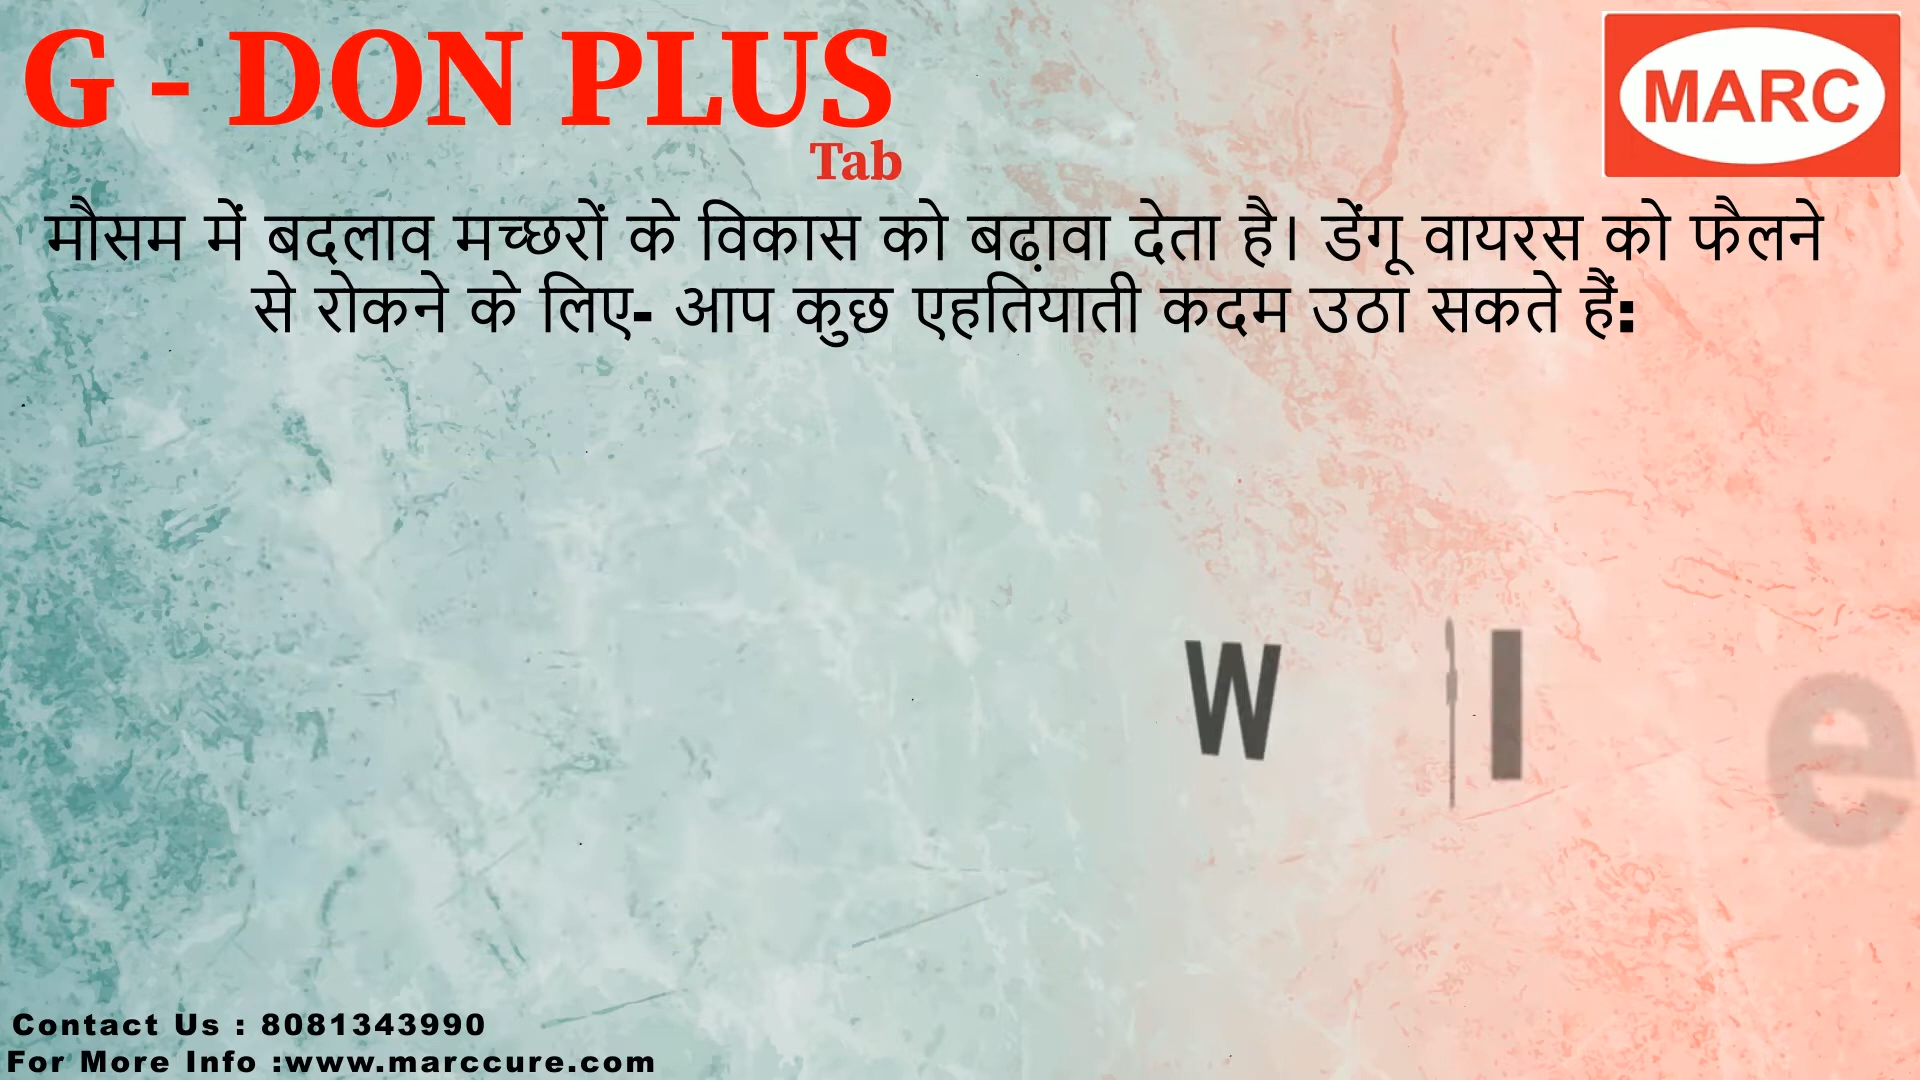 G - DON PLUS
Tab
MARC
मौसम में बदलाव मच्छरों के विकास को बढ़ावा देता है। डेंगू वायरस को फैलने
से रोकने के लिए- आप कुछ एहतियाती कदम उठा सकते हैं:
W I e
Contact Us : 8081343990
For More Info :www.marccure.com